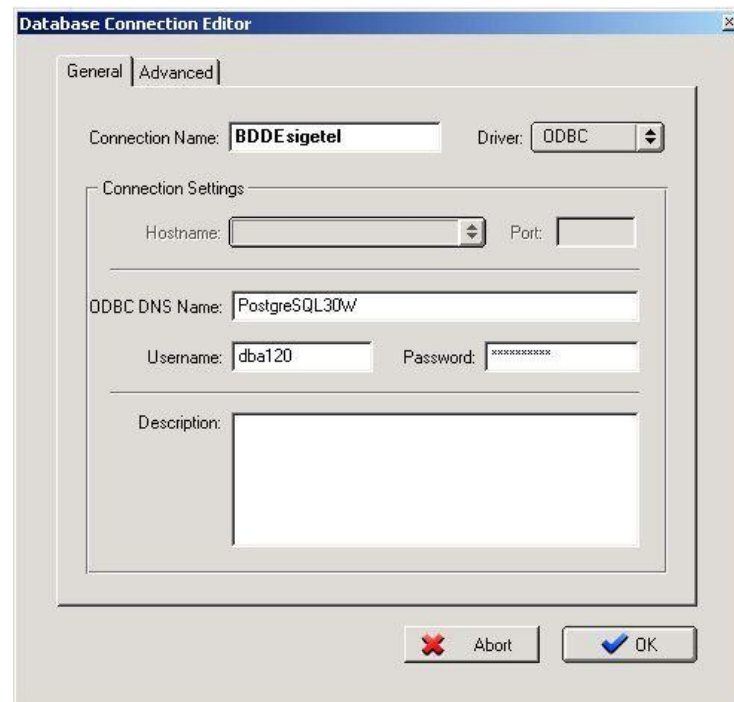 Database Connection Editor
General Advanced
Connection Name: BDDEsigetel Driver: ODBC
Connection Settings
Hostname: Port:
ODBC DNS Name: PostgreSQL30W
Username: dba120 Password: **********
Description:
Abort OK